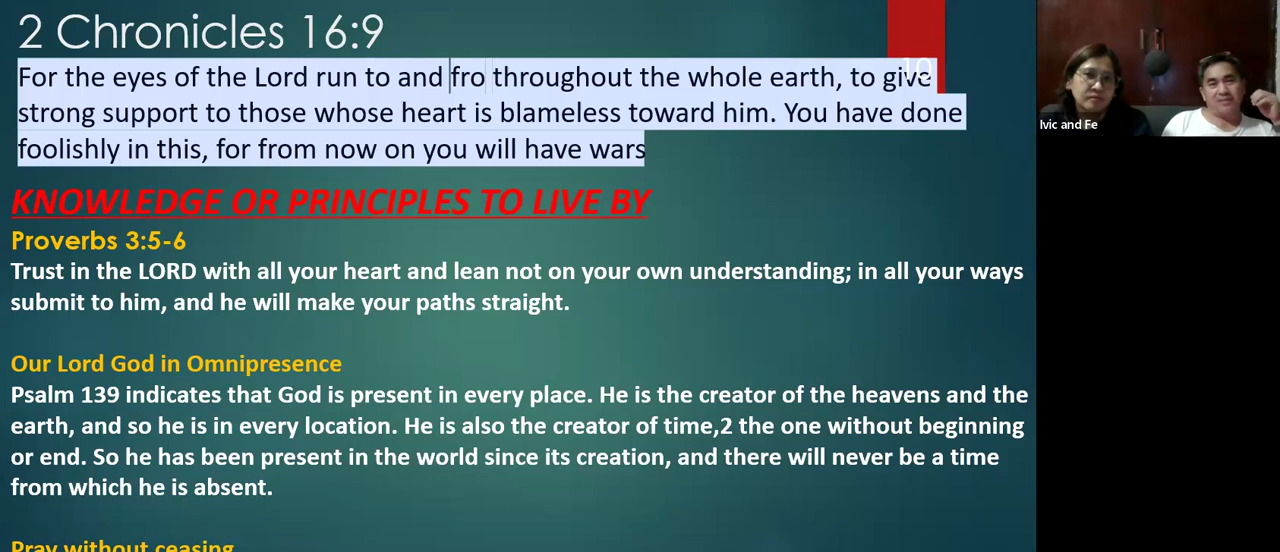 2 Chronicles 16:9
10
For the eyes of the Lord run to and fro throughout the whole earth, to give
strong support to those whose heart is blameless toward him. You have done
foolishly in this, for from now on you will have wars
KNOWLEDGE OR PRINCIPLES TO LIVE BY
Proverbs 3:5-6
Trust in the LORD with all your heart and lean not on your own understanding; in all your ways
submit to him, and he will make your paths straight.
Our Lord God in Omnipresence
Psalm 139 indicates that God is present in every place. He is the creator of the heavens and the
earth, and so he is in every location. He is also the creator of time,2 the one without beginning
or end. So he has been present in the world since its creation, and there will never be a time
from which he is absent.
Pray without ceasing
Ivic and Fe